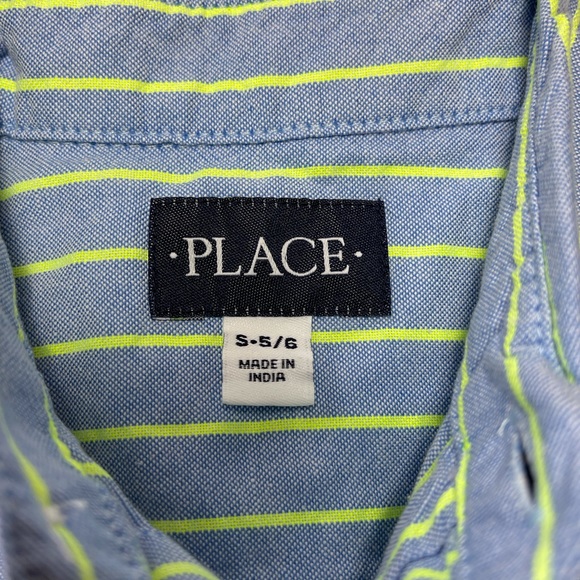 ·PLACE·
S·5/6
MADE IN
INDIA